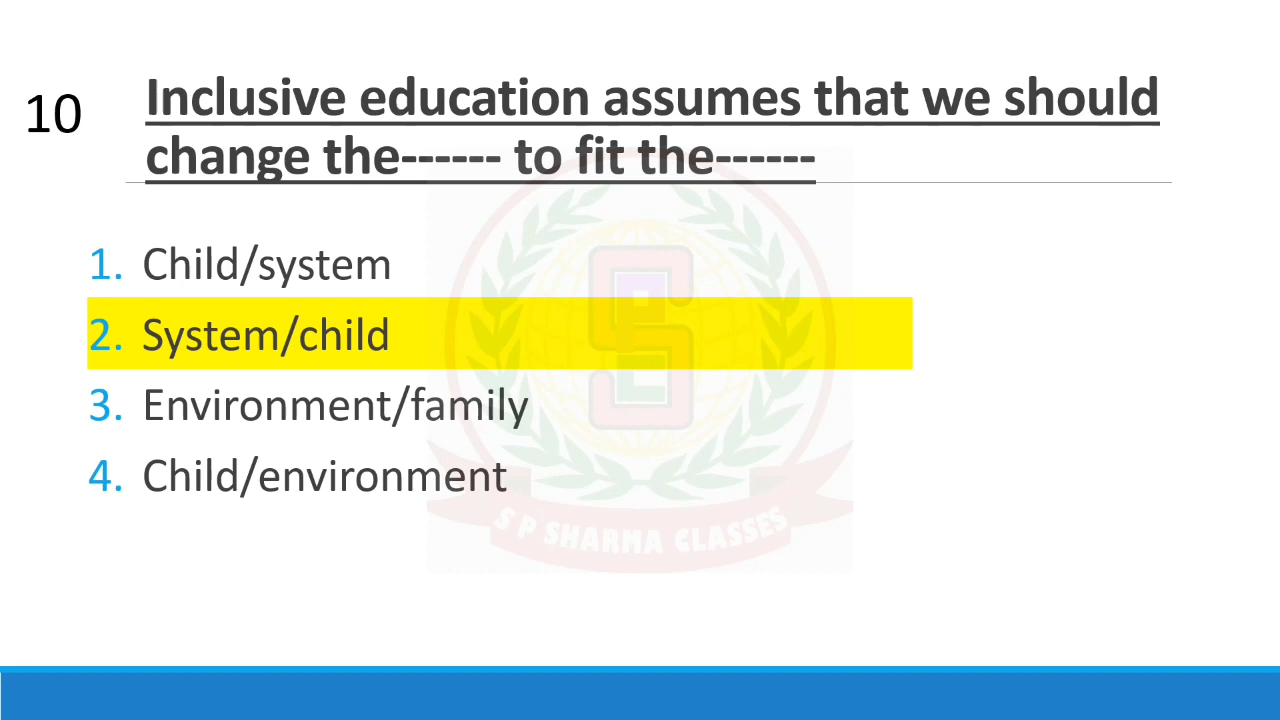 10
Inclusive education assumes that we should
change the------ to fit the------
1. Child/system
2. System/child
3. Environment/family
4. Child/environment
S P SHARMA CLASSES